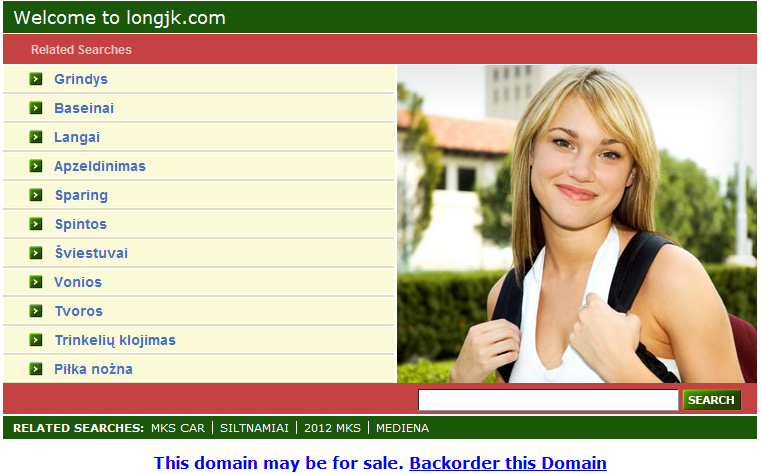 Welcome to longjk.com
Related Searches
Grindys
Baseinai
Langai
Apzeldinimas
Sparing
Spintos
Šviestuvai
Vonios
Tvoros
Trinkelių klojimas
Piłka nożna
SEARCH
RELATED SEARCHES: MKS CAR | SILTNAMIAI | 2012 MKS | MEDIENA
This domain may be for sale. Backorder this Domain